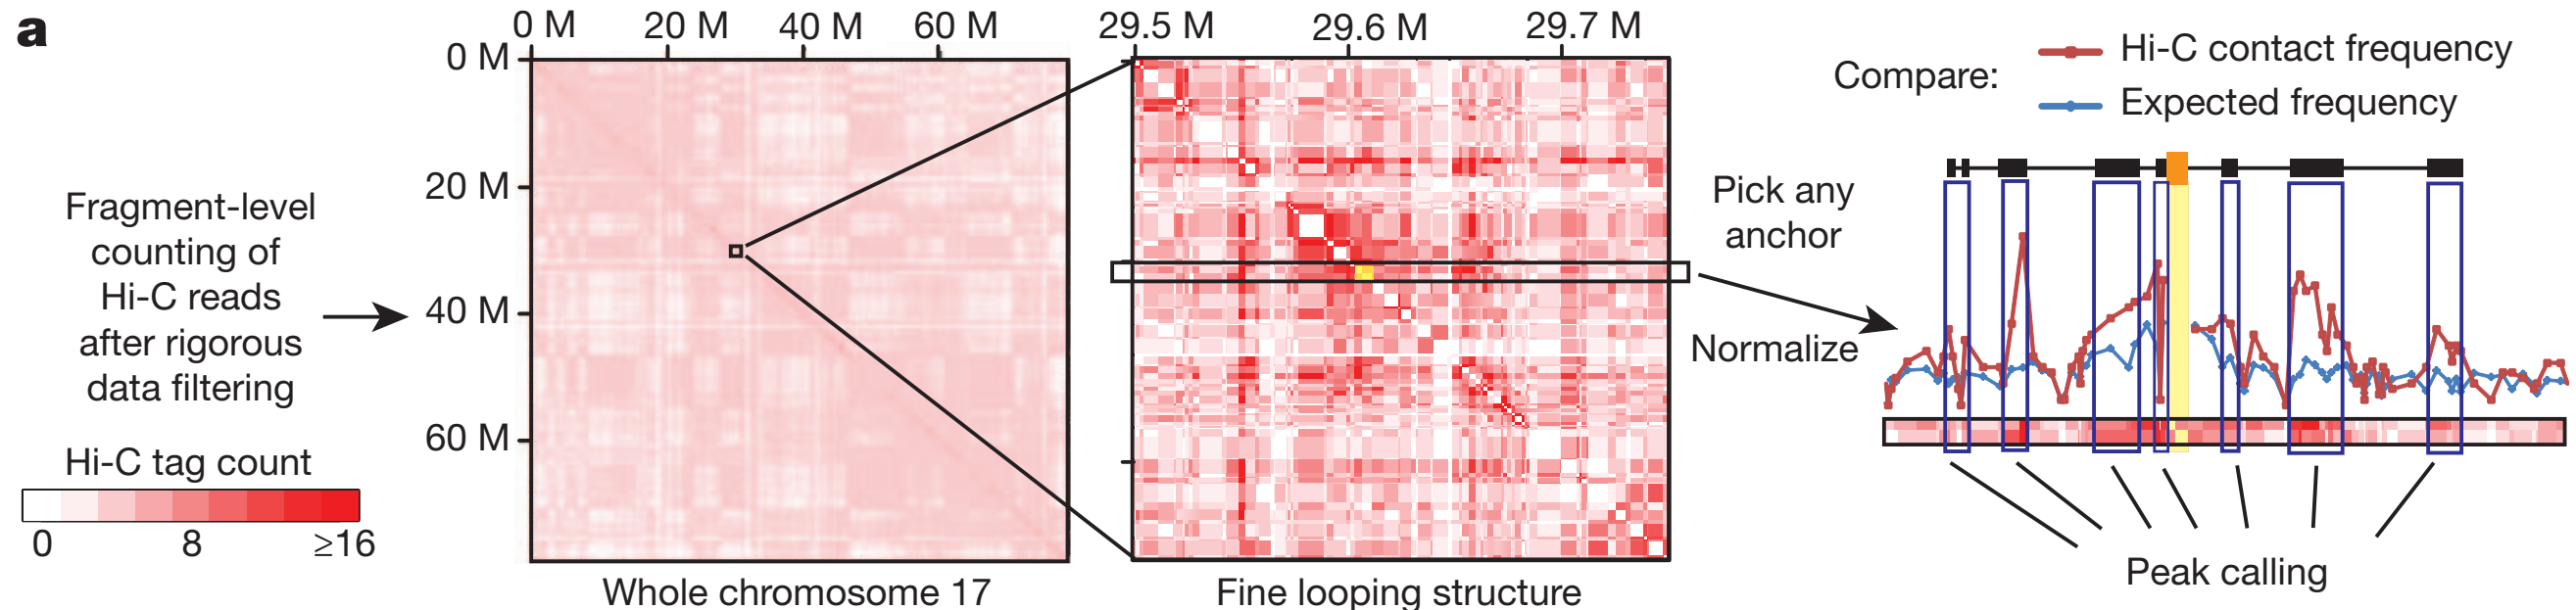 a
0 M 20 M 40 M 60 M
0 M
20 M
40 M
60 M
Fragment-level
counting of
Hi-C reads
after rigorous
data filtering
Hi-C tag count
0 8 ≥16
Whole chromosome 17
29.5 M 29.6 M 29.7 M
Fine looping structure
Pick any
anchor
Normalize
Compare:
Hi-C contact frequency
Expected frequency
Peak calling